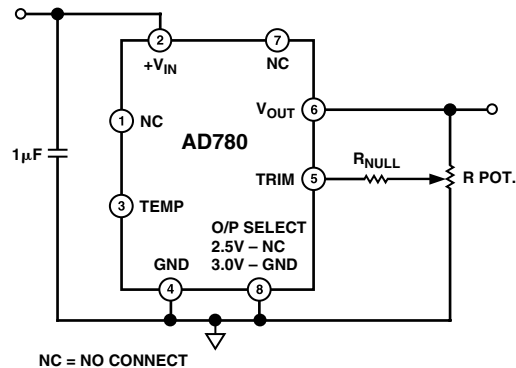 2
+VIN
7
NC
1
NC
AD780
VOUT
6
1μF
RNULL
TRIM
5
R POT.
3
TEMP
O/P SELECT
2.5V – NC
3.0V – GND
GND
4
8
NC = NO CONNECT